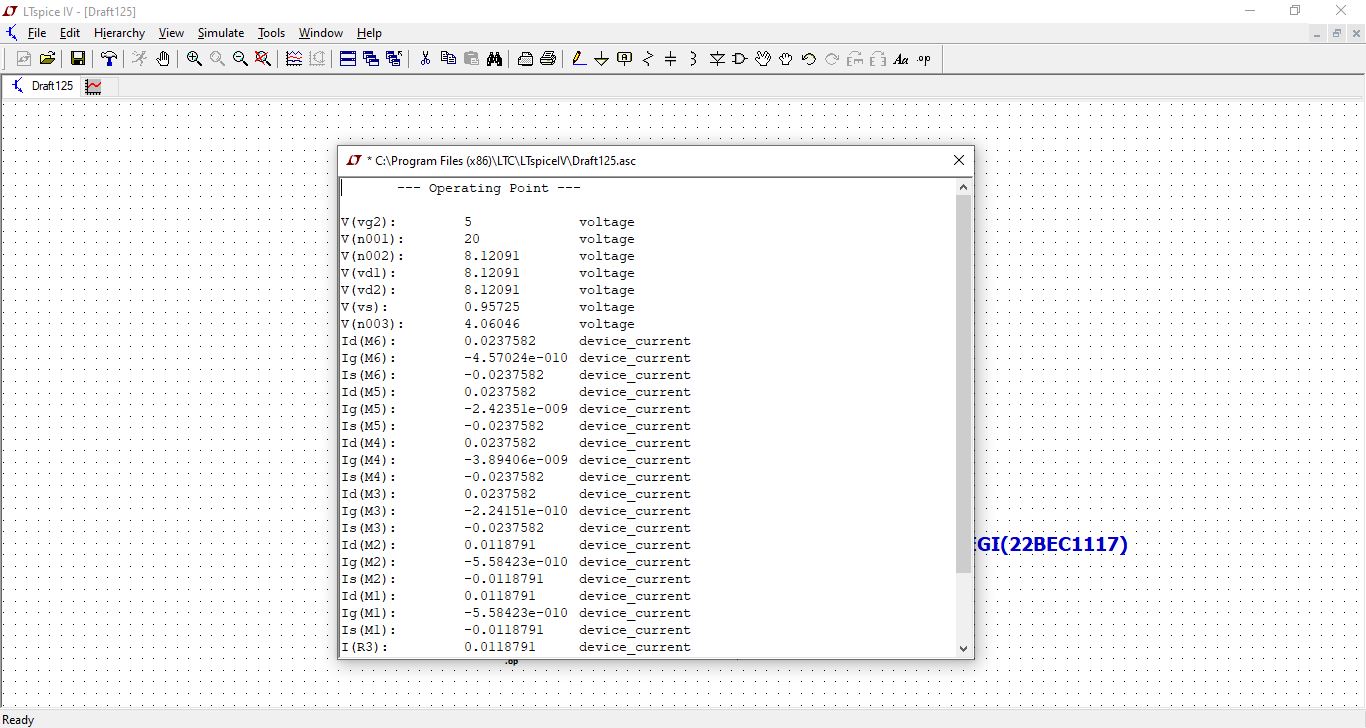 LTspice IV - [Draft125]
File Edit Hierarchy View Simulate Tools Window Help
Aa .op
Draft125
* C:\Program Files (x86)\LTC\LTspiceIV\Draft125.asc
--- Operating Point ---
V(vg2): 5 voltage
V(n001): 20 voltage
V(n002): 8.12091 voltage
V(vd1): 8.12091 voltage
V(vd2): 8.12091 voltage
V(vs): 0.95725 voltage
V(n003): 4.06046 voltage
Id(M6): 0.0237582 device_current
Ig(M6): -4.57024e-010 device_current
Is(M6): -0.0237582 device_current
Id(M5): 0.0237582 device_current
Ig(M5): -2.42351e-009 device_current
Is(M5): -0.0237582 device_current
Id(M4): 0.0237582 device_current
Ig(M4): -3.89406e-009 device_current
Is(M4): -0.0237582 device_current
Id(M3): 0.0237582 device_current
Ig(M3): -2.24151e-010 device_current
Is(M3): -0.0237582 device_current
Id(M2): 0.0118791 device_current
Ig(M2): -5.58423e-010 device_current
Is(M2): -0.0118791 device_current
Id(M1): 0.0118791 device_current
Ig(M1): -5.58423e-010 device_current
Is(M1): -0.0118791 device_current
I(R3): 0.0118791 device_current
GI(22BEC1117)
.op
Ready